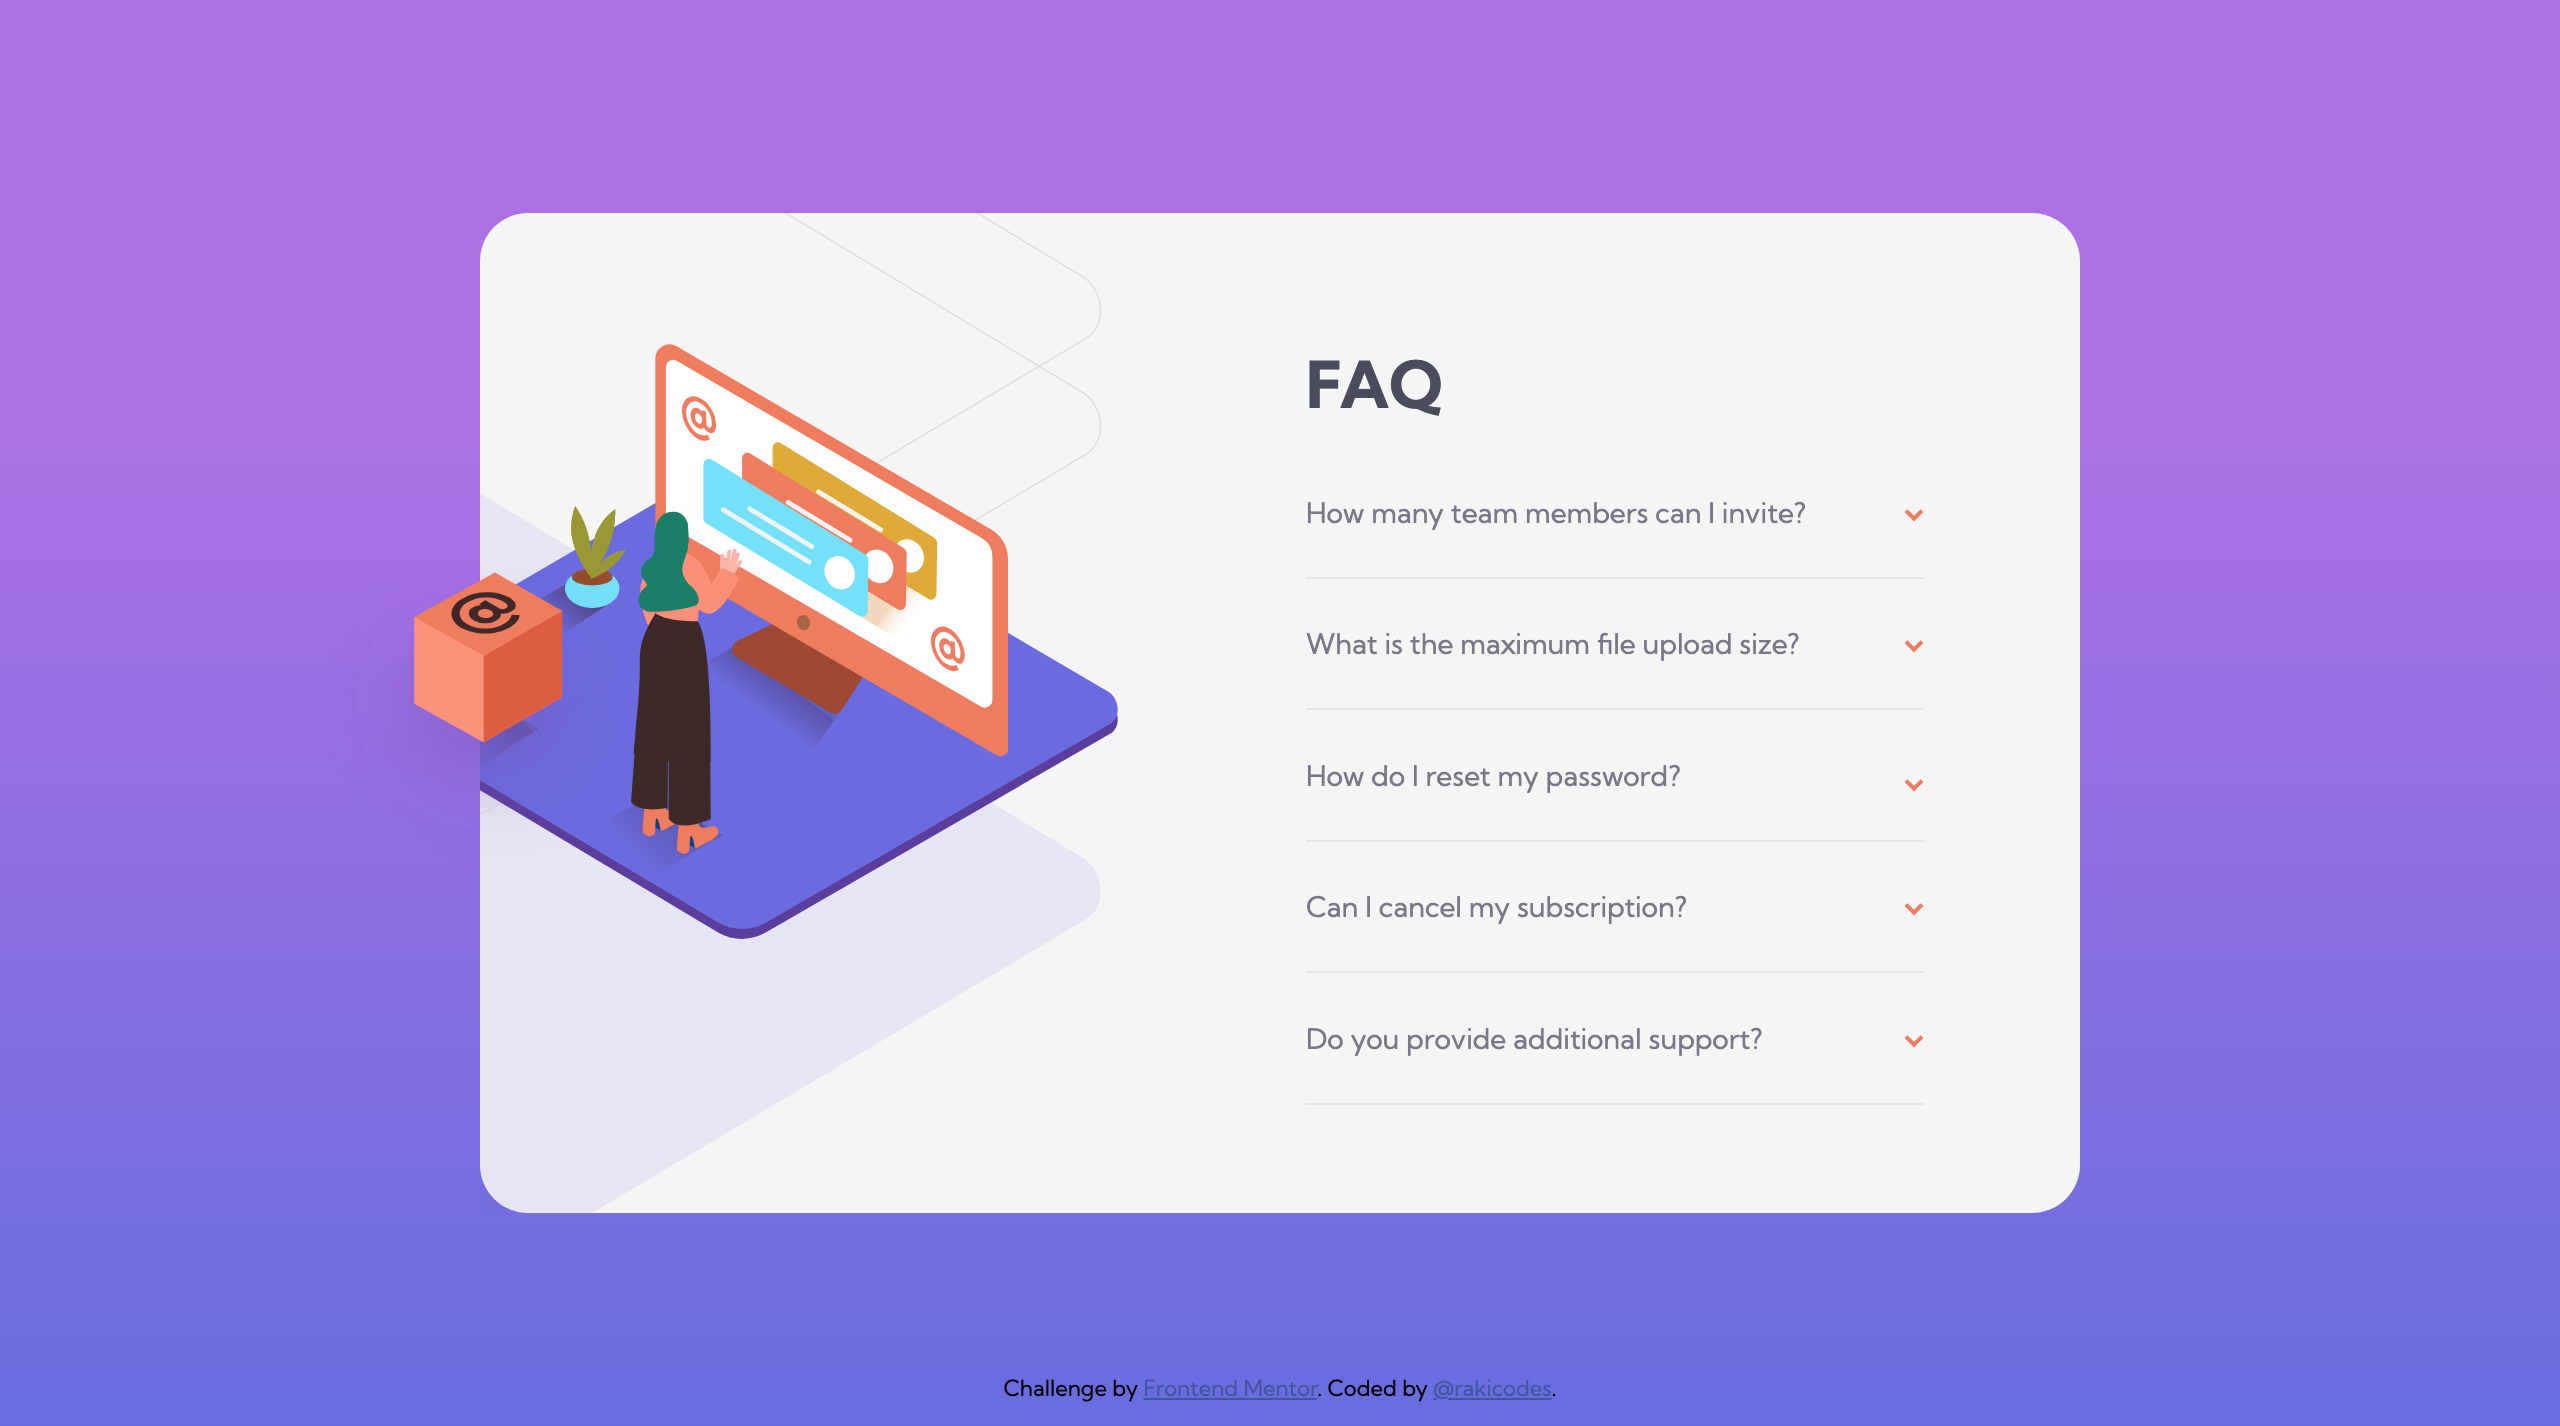 FAQ
@
How many team members can I invite?
@
What is the maximum file upload size?
@
How do I reset my password?
Can I cancel my subscription?
Do you provide additional support?
Challenge by Frontend Mentor. Coded by @rakicodes.